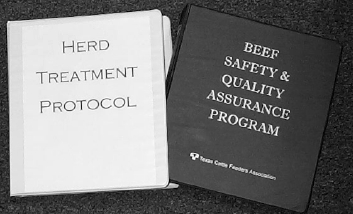 HERD
TREATMENT
PROTOCOL
BEEF
SAFETY &
QUALITY
ASSURANCE
PROGRAM
Texas Cattle Feeders Association